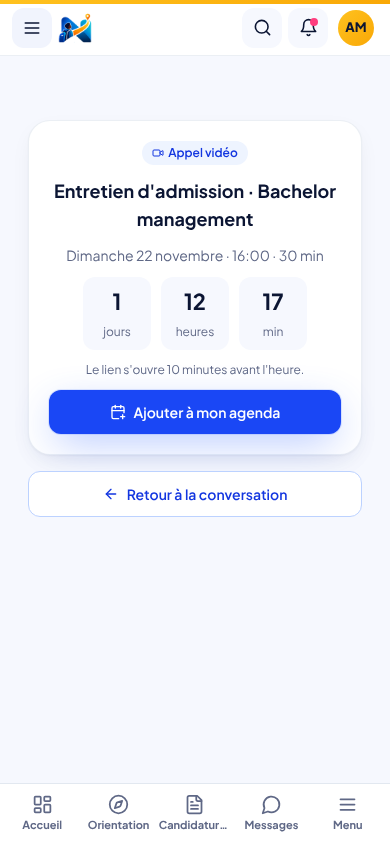 AM
Appel vidéo
Entretien d'admission · Bachelor
management
Dimanche 22 novembre · 16:00 · 30 min
1 12 17
jours heures min
Le lien s'ouvre 10 minutes avant l'heure.
Ajouter à mon agenda
Retour à la conversation
Accueil Orientation Candidatur… Messages Menu